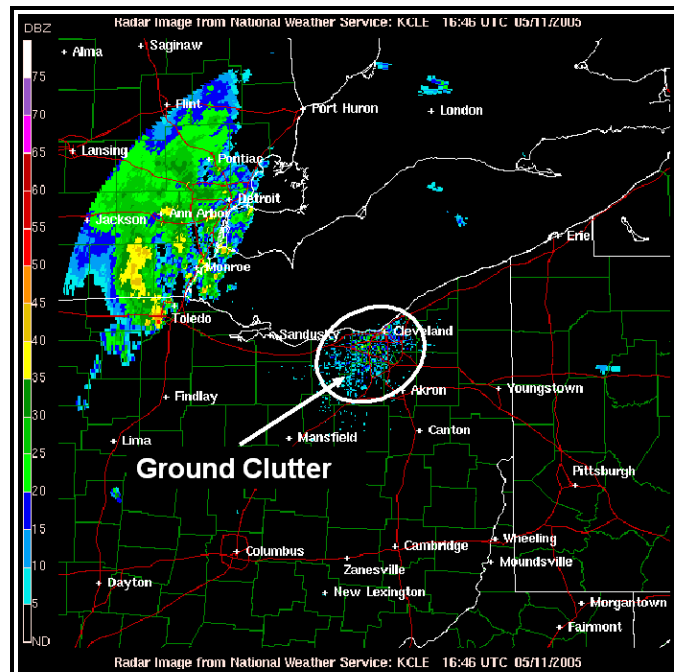 Radar Image from National Weather Service: KCLE 16:46 UTC 05/11/2005
DBZ
75
70
65
60
55
50
45
40
35
30
25
20
15
10
5
ND
Saginaw
Alma
Flint
Port Huron
London
Lansing
Pontiac
Detroit
Ann Arbor
Jackson
Erie
Monroe
Toledo
Sandusky
Cleveland
Findlay
Akron
Youngstown
Lima
Mansfield
Canton
Ground Clutter
Pittsburgh
Columbus
Cambridge
Wheeling
Zanesville
Moundsville
Dayton
New Lexington
Morgantown
Fairmont
Radar Image from National Weather Service: KCLE 16:46 UTC 05/11/2005